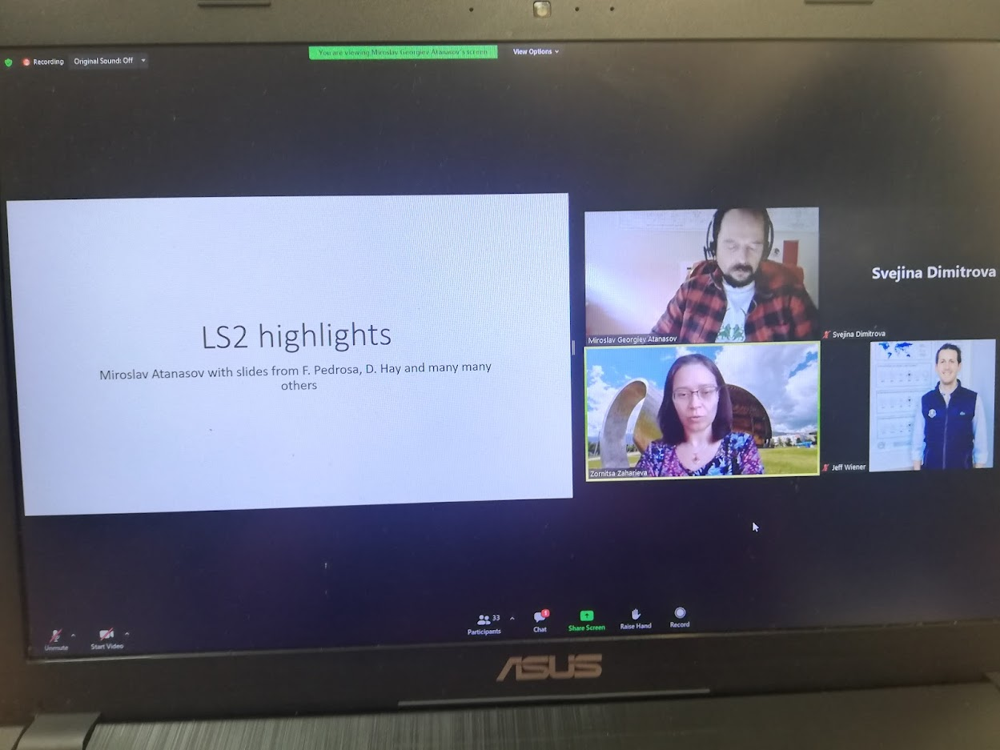 Recording
Original Sound: Off
You are viewing Miroslav Georgiev Atanasov's screen
View Options
LS2 highlights
Miroslav Atanasov with slides from F. Pedrosa, D. Hay and many many
others
Miroslav Georgiev Atanasov
Svejina Dimitrova
Svejina Dimitrova
Zornitsa Zaharieva
Jeff Wiener
Unmute
Start Video
33
Participants
1
Chat
Share Screen
Raise Hand
Record
ASUS